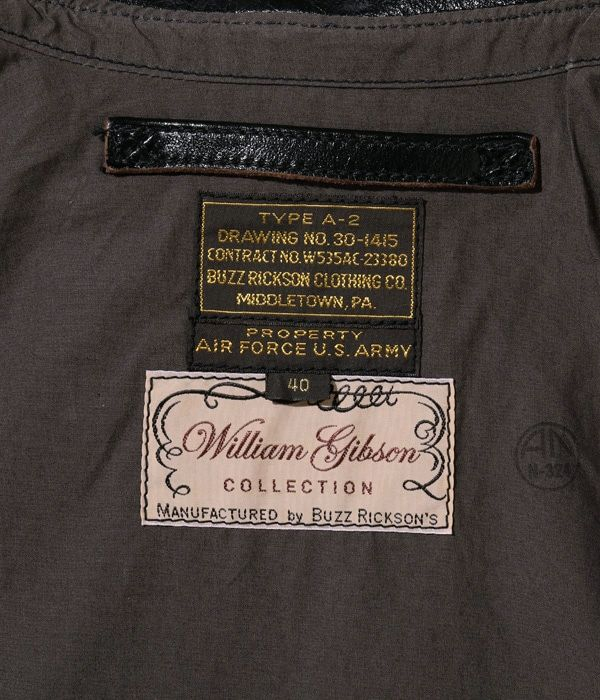 TYPE A-2
DRAWING NO. 30-1415
CONTRACT NO. W535AC-23380
BUZZ RICKSON CLOTHING CO.
MIDDLETOWN, PA.
PROPERTY
AIR FORCE U.S. ARMY
40
William Gibson
COLLECTION
MANUFACTURED by BUZZ RICKSON'S
AN